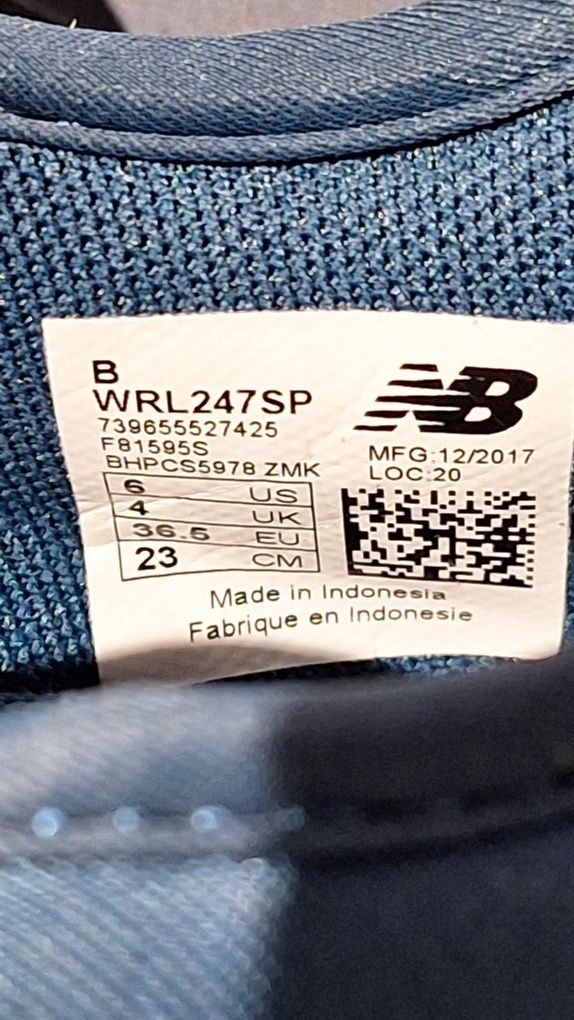 B
WRL247SP
739655527425
F81595S
BHPCS5978 ZMK
NB
MFG:12/2017
LOC:20
6 US
4 UK
36.5 EU
23 CM
Made in Indonesia
Fabrique en Indonesie